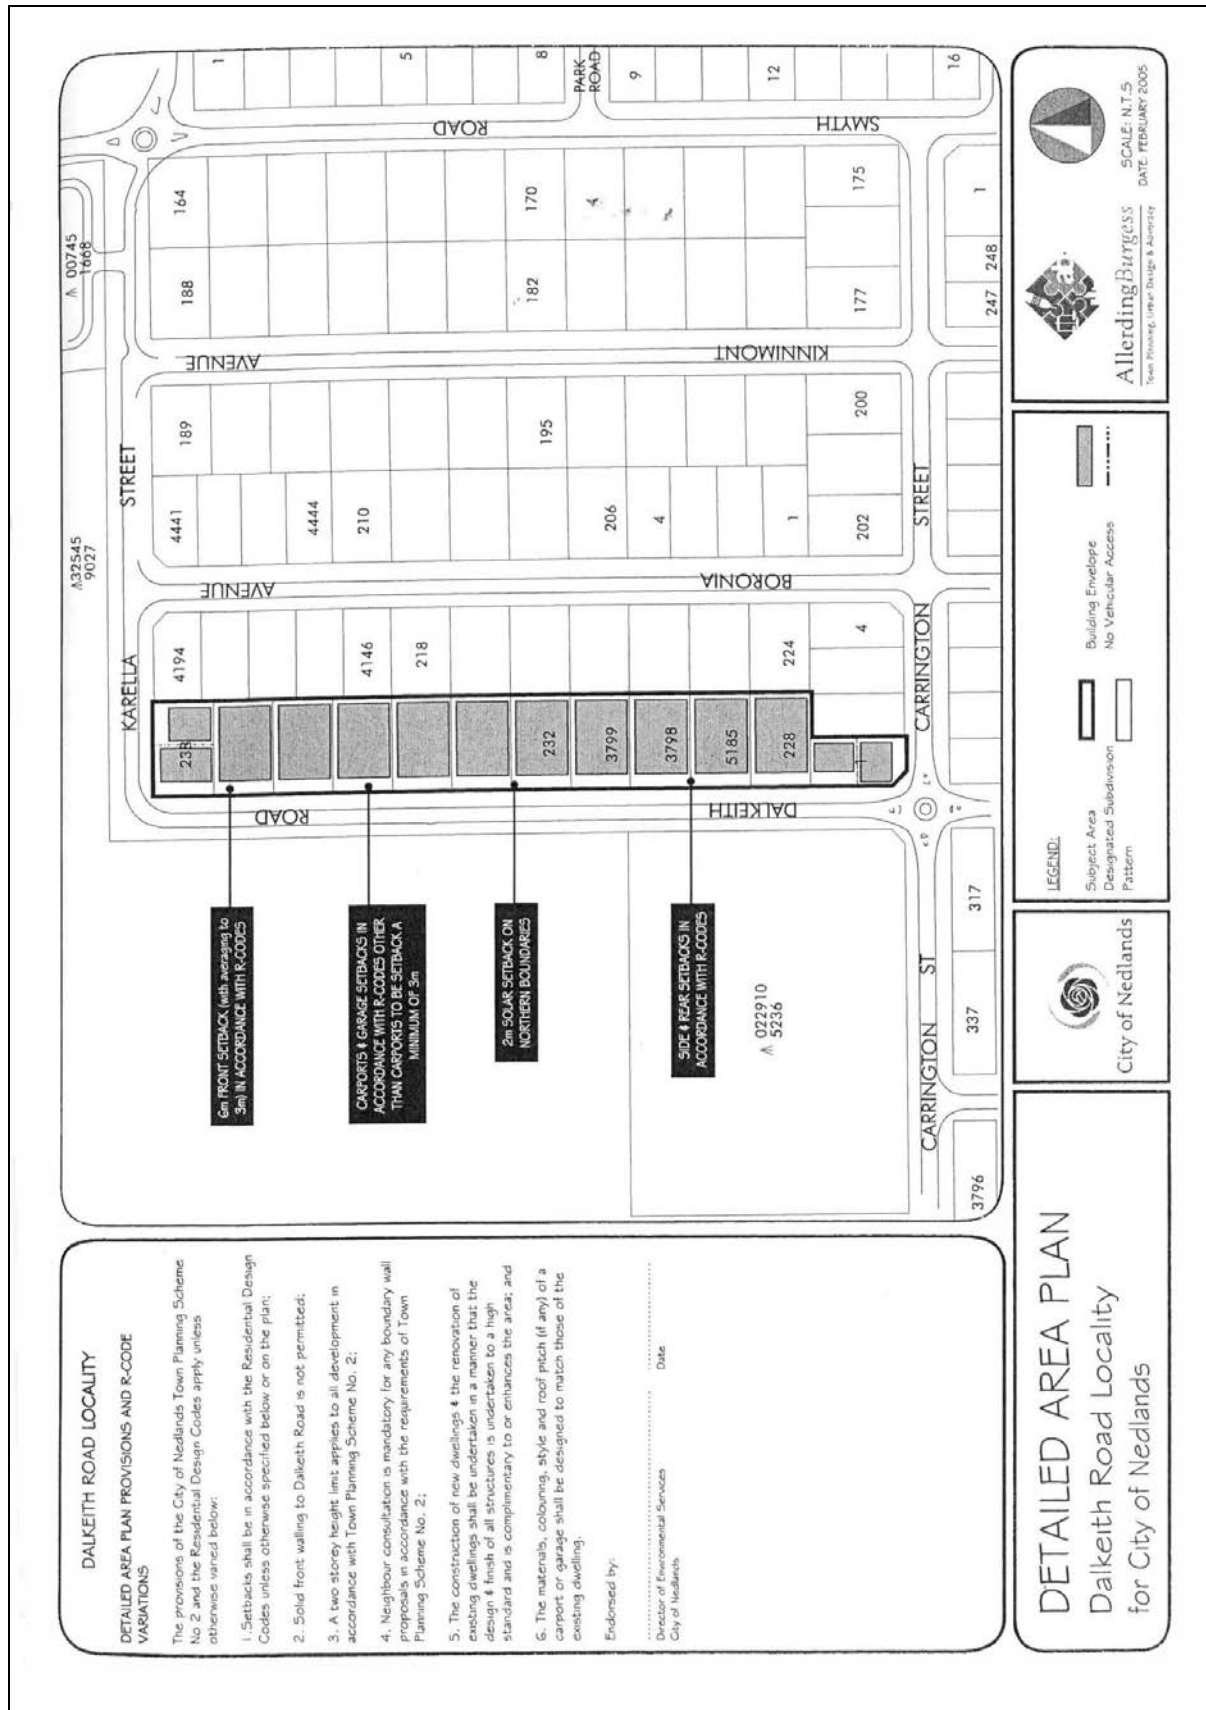 DALKEITH ROAD LOCALITY
DETAILED AREA PLAN PROVISIONS AND R-CODE
VARIATIONS
The provisions of the City of Nedlands Town Planning Scheme
No 2 and the Residential Design Codes apply unless
otherwise varied below:
1. Setbacks shall be in accordance with the Residential Design
Codes unless otherwise specified below or on the plan;
2. Solid front walling to Dalkeith Road is not permitted;
3. A two storey height limit applies to all development in
accordance with Town Planning Scheme No. 2;
4. Neighbour consultation is mandatory for any boundary wall
proposals in accordance with the requirements of Town
Planning Scheme No. 2;
5. The construction of new dwellings & the renovation of
existing dwellings shall be undertaken in a manner that the
design & finish of all structures is undertaken to a high
standard and is complimentary to or enhances the area; and
6. The materials, colouring, style and roof pitch (if any) of a
carport or garage shall be designed to match those of the
existing dwelling.
Endorsed by:
Director of Environmental Services
Date
City of Nedlands
6m FRONT SETBACK (with averaging to
3m) IN ACCORDANCE WITH R-CODES
CARPORTS & GARAGE SETBACKS IN
ACCORDANCE WITH R-CODES OTHER
THAN CARPORTS TO BE SETBACK A
MINIMUM OF 3m
2m SOLAR SETBACK ON
NORTHERN BOUNDARIES
SIDE & REAR SETBACKS IN
ACCORDANCE WITH R-CODES
022910
5236
CARRINGTON ST
3796
337
317
KARELLA STREET
32545
9027
00745
1668
DALKEITH ROAD
233
232
3799
3798
5185
228
1
4194
4146
218
224
4
BORONIA AVENUE
4441
4444
210
206
4
1
202
189
195
200
KINNIMONT AVENUE
188
182
177
164
170
4
175
SMYTH ROAD
PARK
ROAD
1
5
8
9
12
16
CARRINGTON STREET
247
248
1
DETAILED AREA PLAN
Dalkeith Road Locality
for City of Nedlands
City of Nedlands
LEGEND:
Subject Area
Designated Subdivision
Pattern
Building Envelope
No Vehicular Access
AllerdingBurgess
Town Planning, Urban Design & Advocacy
SCALE: N.T.S
DATE: FEBRUARY 2005